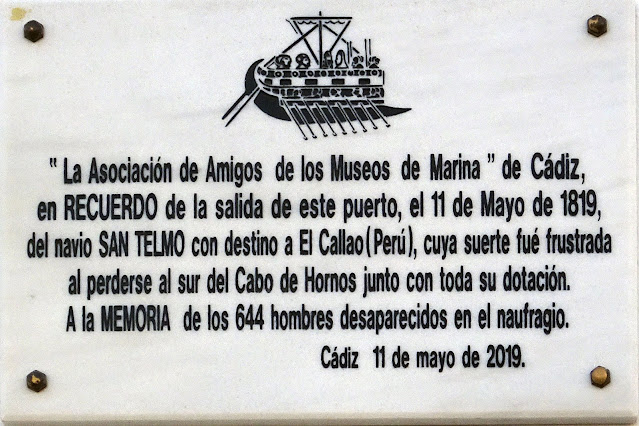 " La Asociación de Amigos de los Museos de Marina " de Cádiz,
en RECUERDO de la salida de este puerto, el 11 de Mayo de 1819,
del navio SAN TELMO con destino a El Callao(Perú), cuya suerte fué frustrada
al perderse al sur del Cabo de Hornos junto con toda su dotación.
A la MEMORIA de los 644 hombres desaparecidos en el naufragio.
Cádiz 11 de mayo de 2019.